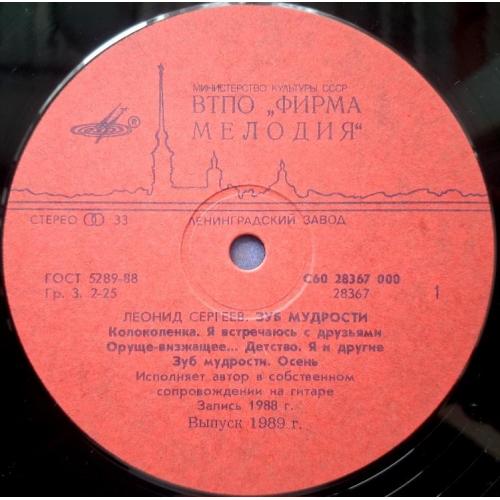 МИНИСТЕРСТВО КУЛЬТУРЫ СССР
ВТПО „ФИРМА
МЕЛОДИЯ“
СТЕРЕО 33
ЛЕНИНГРАДСКИЙ ЗАВОД
ГОСТ 5289-88
С60 28367 000
Гр. 3. 2-25
28367
1
ЛЕОНИД СЕРГЕЕВ. ЗУБ МУДРОСТИ
Колоколенка. Я встречаюсь с друзьями
Оруще-визжащее... Детство. Я и другие
Зуб мудрости. Осень
Исполняет автор в собственном
сопровождении на гитаре
Запись 1988 г.
Выпуск 1989 г.